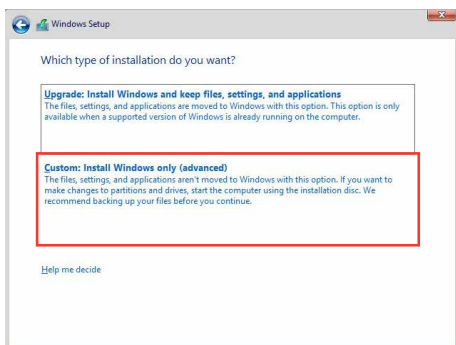 Windows Setup
Which type of installation do you want?
Upgrade: Install Windows and keep files, settings, and applications
The files, settings, and applications are moved to Windows with this option. This option is only
available when a supported version of Windows is already running on the computer.
Custom: Install Windows only (advanced)
The files, settings, and applications aren't moved to Windows with this option. If you want to
make changes to partitions and drives, start the computer using the installation disc. We
recommend backing up your files before you continue.
Help me decide